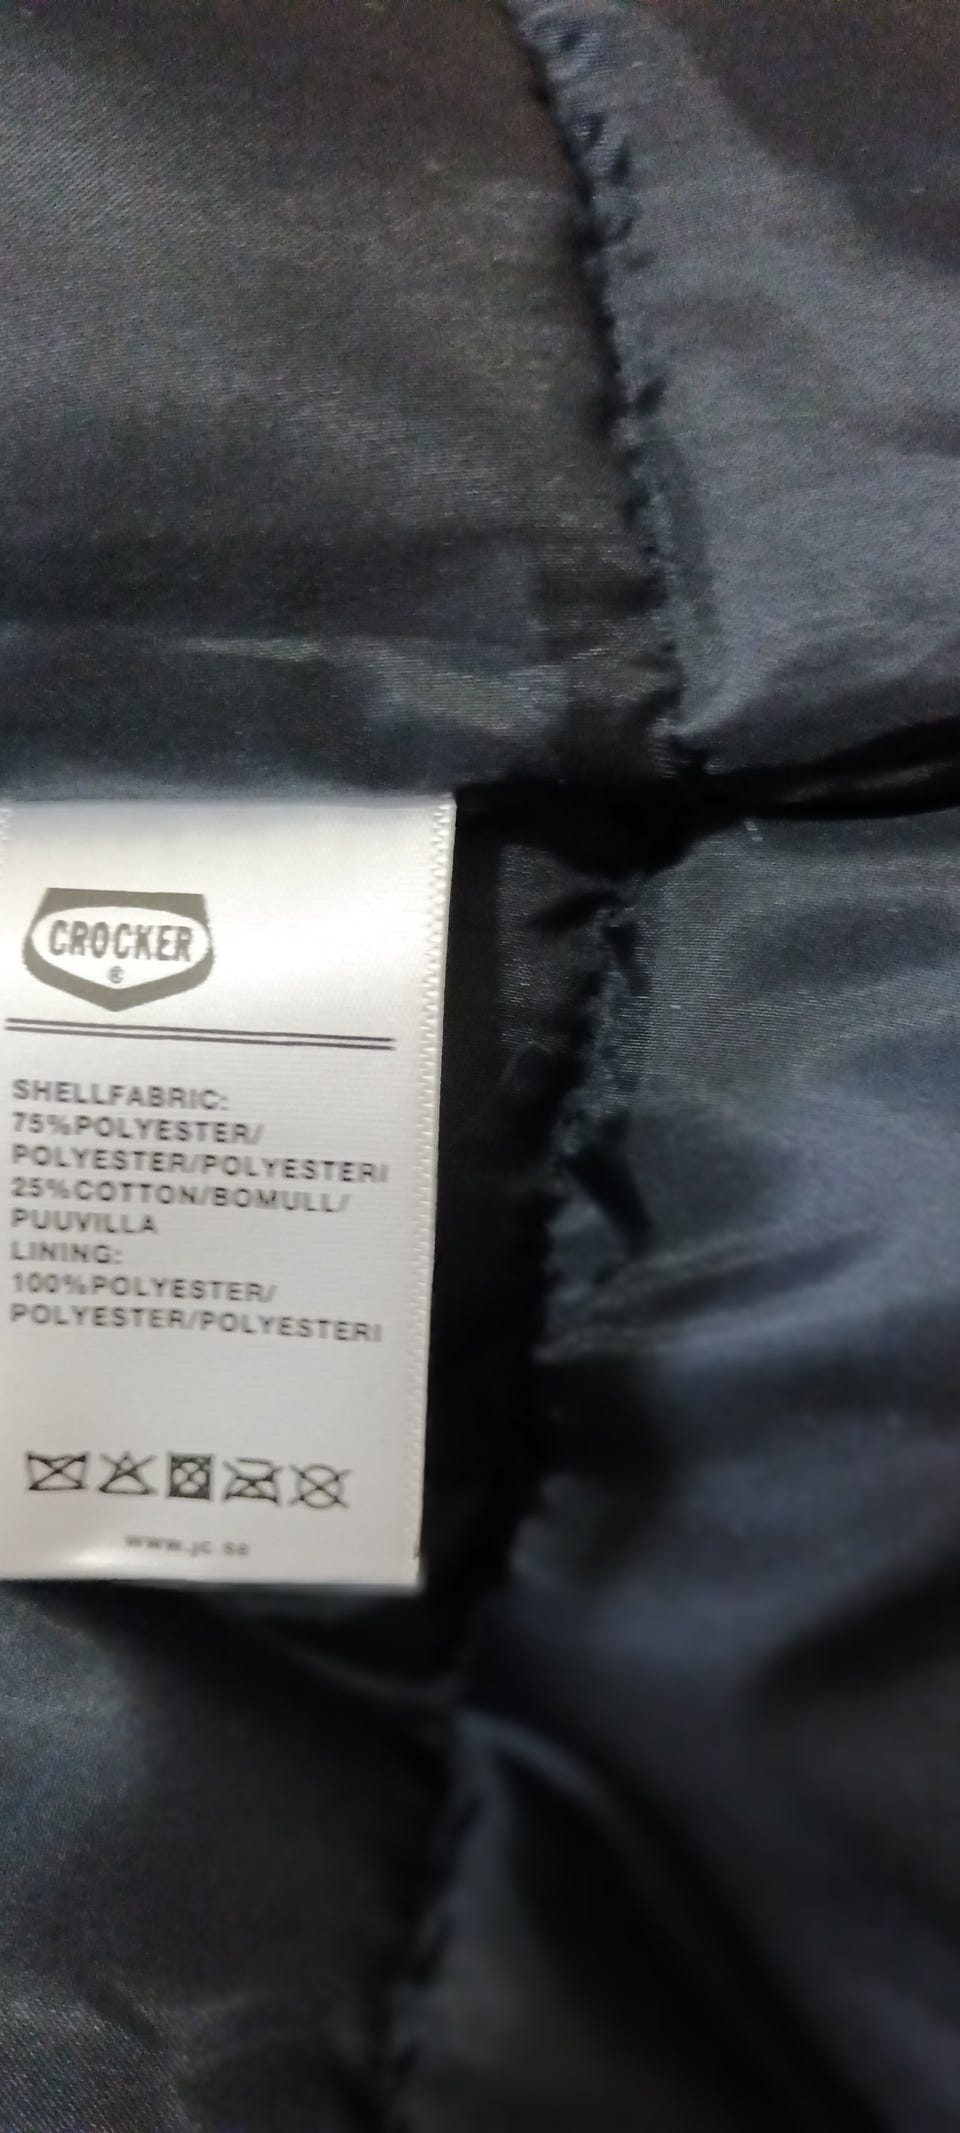 CROCKER
®
SHELLFABRIC:
75%POLYESTER/
POLYESTER/POLYESTERI
25%COTTON/BOMULL/
PUUVILLA
LINING:
100%POLYESTER/
POLYESTER/POLYESTERI
www.jc.se